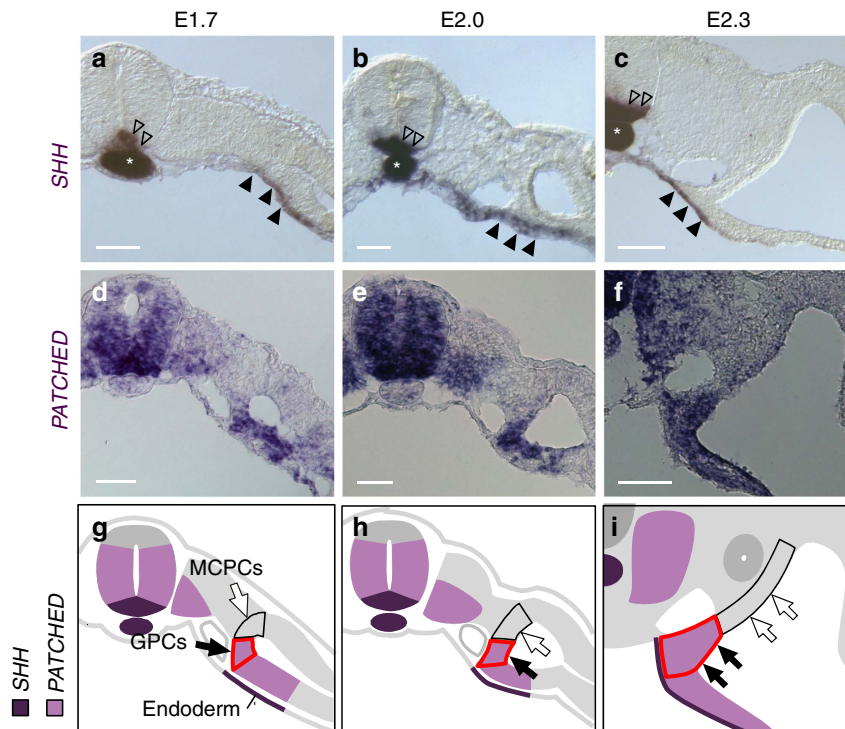 E1.7 E2.0 E2.3
SHH
a b c
* * *
PATCHED
d e f
g h i
MCPCs
GPCs
Endoderm
SHH
PATCHED